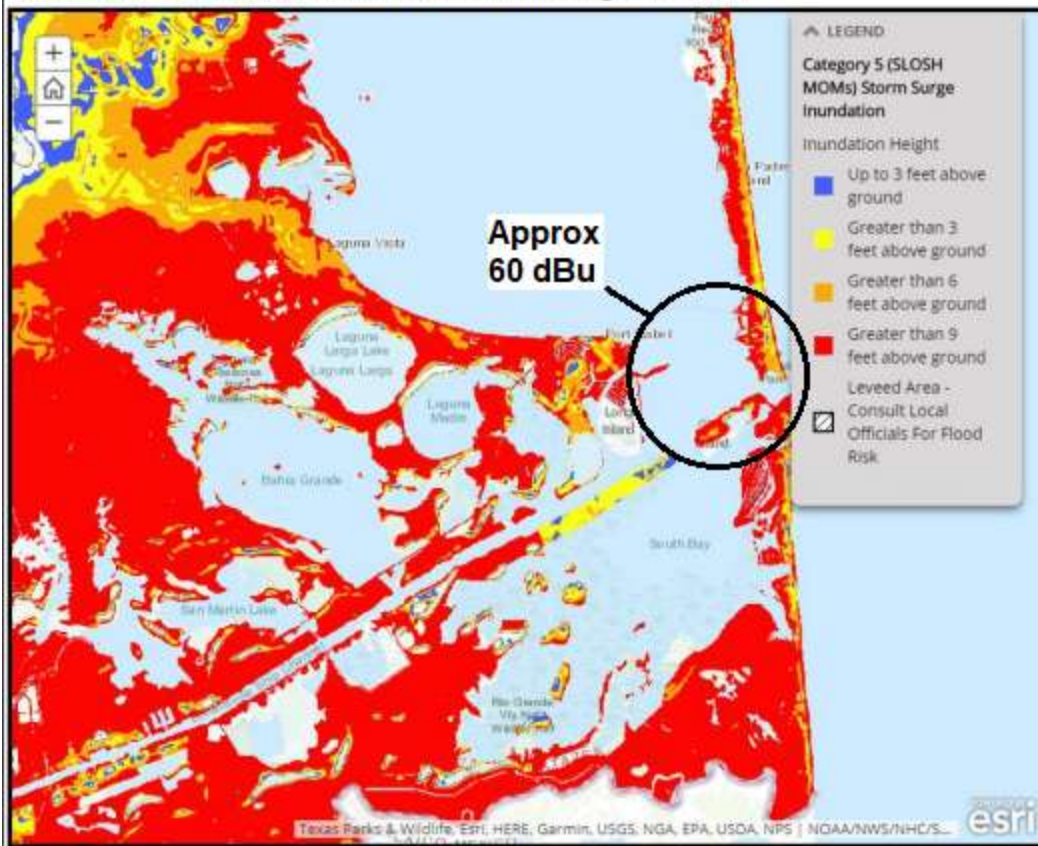 +
−
LEGEND
Category 5 (SLOSH
MOMs) Storm Surge
Inundation
Inundation Height
Up to 3 feet above
ground
Greater than 3
feet above ground
Greater than 6
feet above ground
Greater than 9
feet above ground
Leveed Area -
Consult Local
Officials For Flood
Risk
Approx
60 dBu
Laguna Vista
Laguna
Larga Lake
Laguna Larga
Laguna
Madre
Bahia Grande
Long
Island
South Bay
San Martin Lake
Rio Grande
Texas Parks & Wildlife, Esri, HERE, Garmin, USGS, NGA, EPA, USDA, NPS | NOAA/NWS/NHC/S...
esri